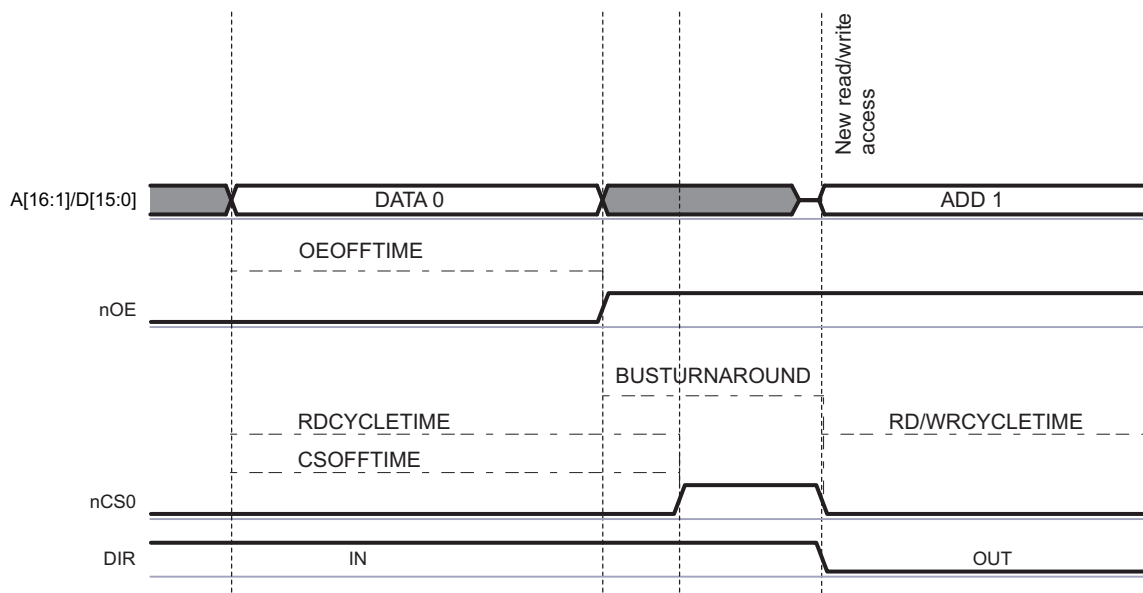 New read/write
access
A[16:1]/D[15:0]
DATA 0
ADD 1
OEOFFTIME
nOE
BUSTURNAROUND
RDCYCLETIME
RD/WRCYCLETIME
CSOFFTIME
nCS0
DIR
IN
OUT